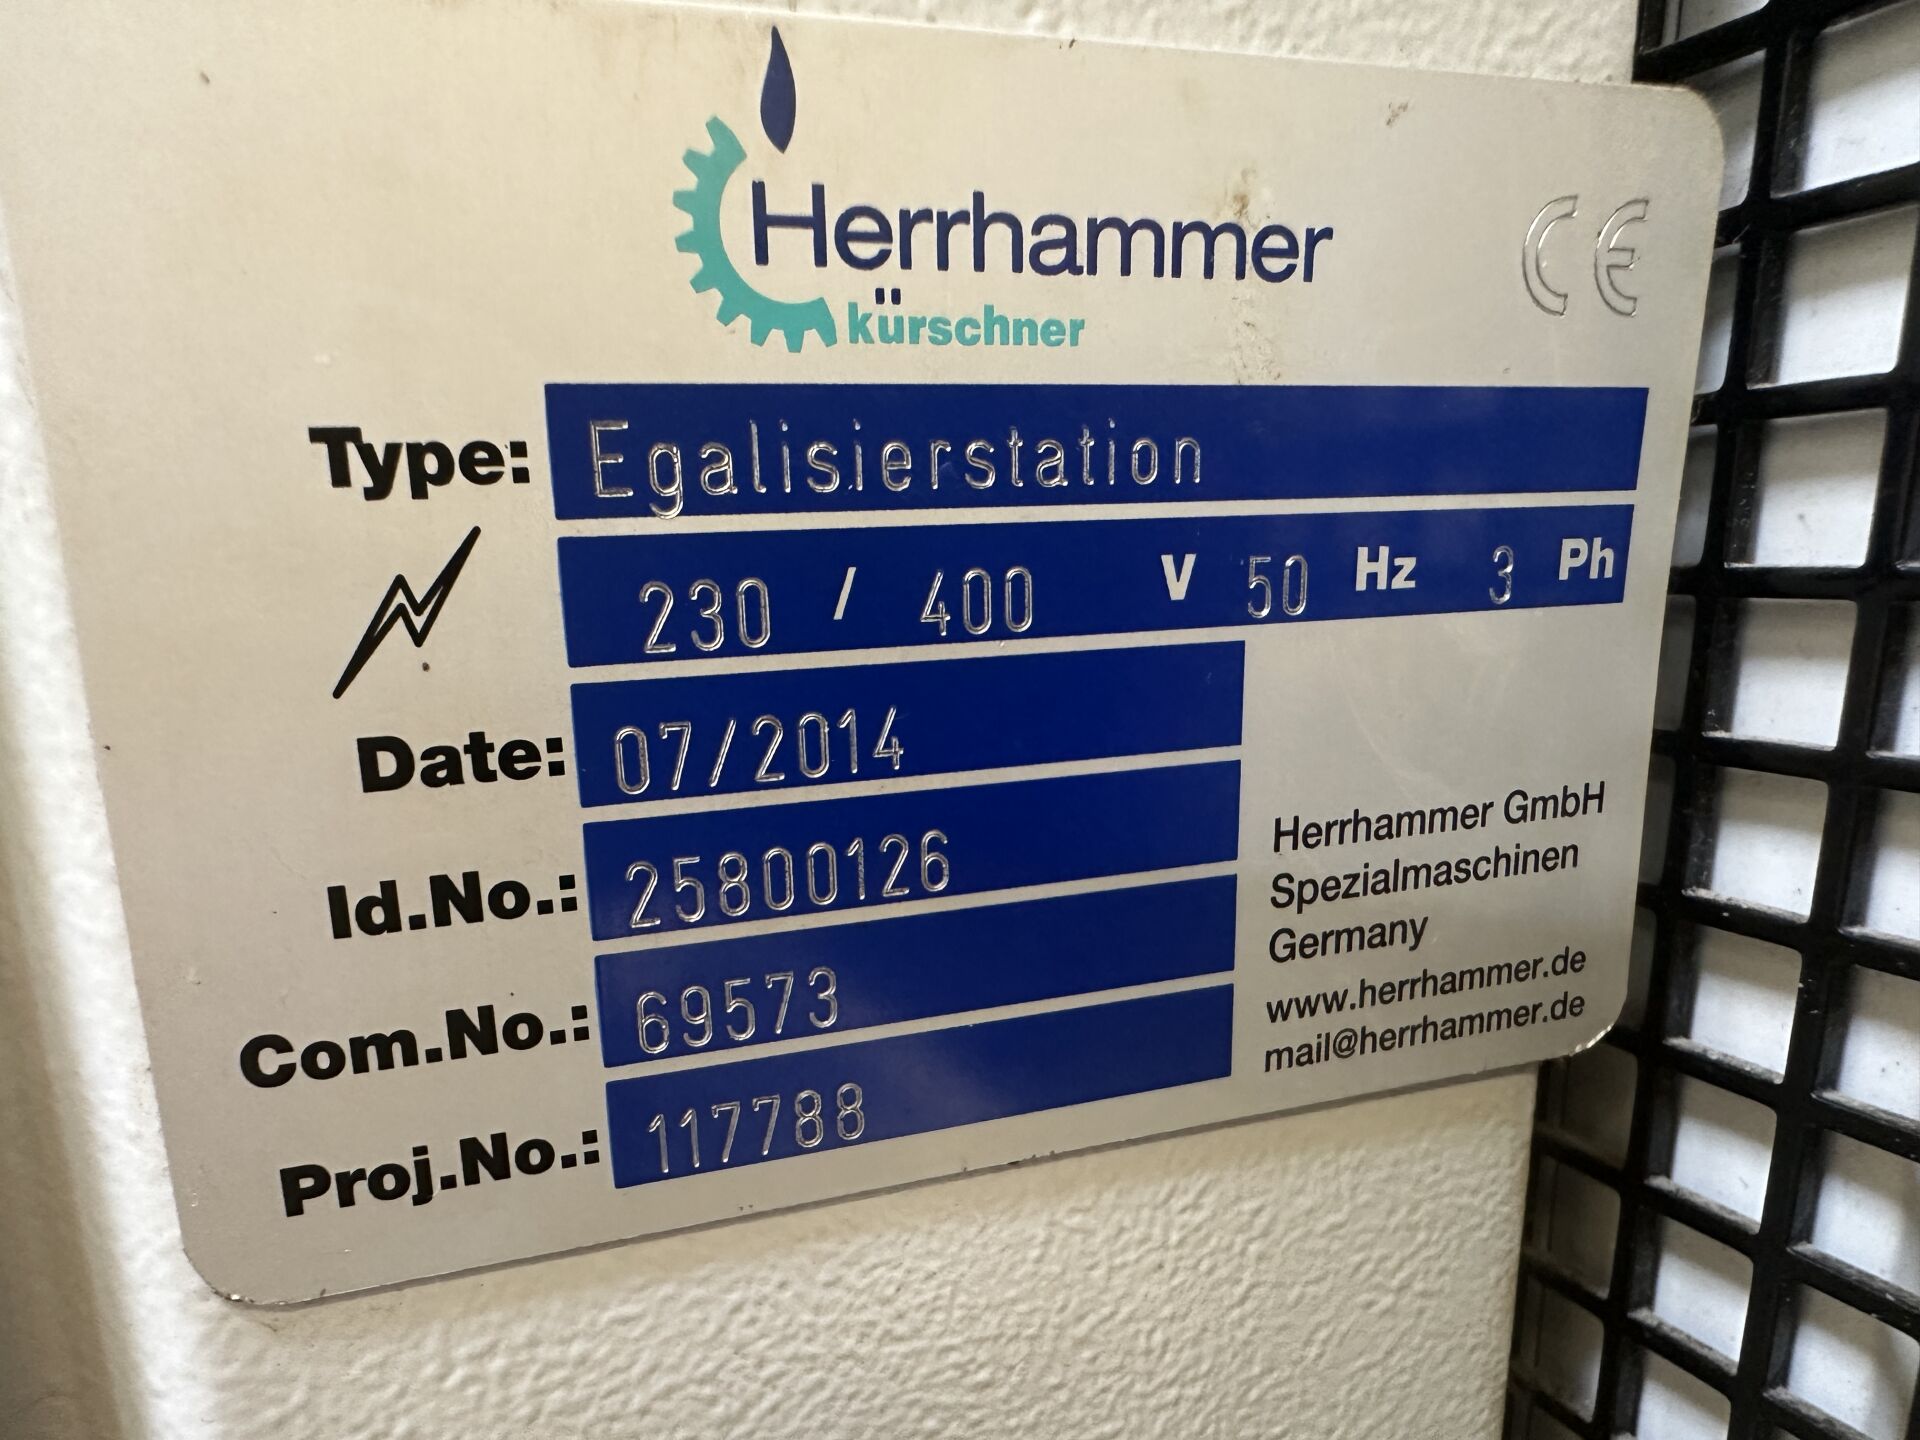 Herrhammer
kürschner
CE
Type: Egalisierstation
230 / 400 V 50 Hz 3 Ph
Date: 07/2014
Id.No.: 25800126
Com.No.: 69573
Proj.No.: 117788
Herrhammer GmbH
Spezialmaschinen
Germany
www.herrhammer.de
mail@herrhammer.de